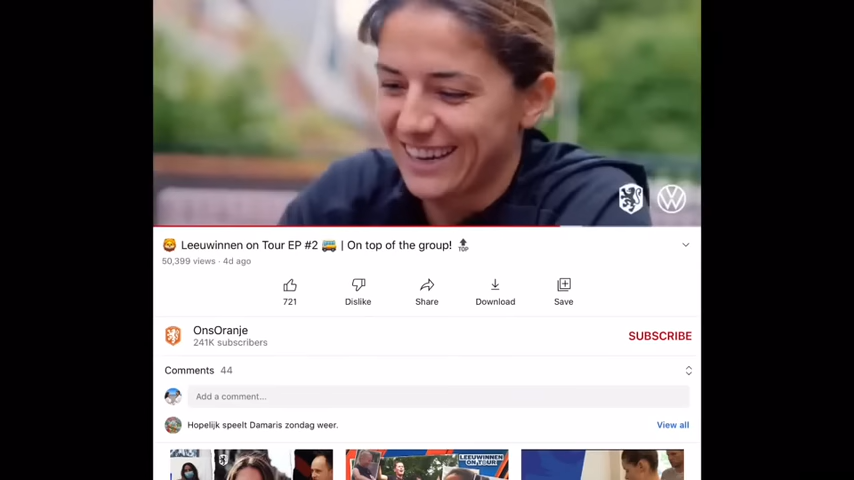 🦁 Leeuwinnen on Tour EP #2 🚌 | On top of the group! 🔝
50,399 views · 4d ago
721
Dislike
Share
Download
Save
OnsOranje
241K subscribers
SUBSCRIBE
Comments 44
Add a comment...
Hopelijk speelt Damaris zondag weer.
View all
LEEUWINNEN
ON TOUR